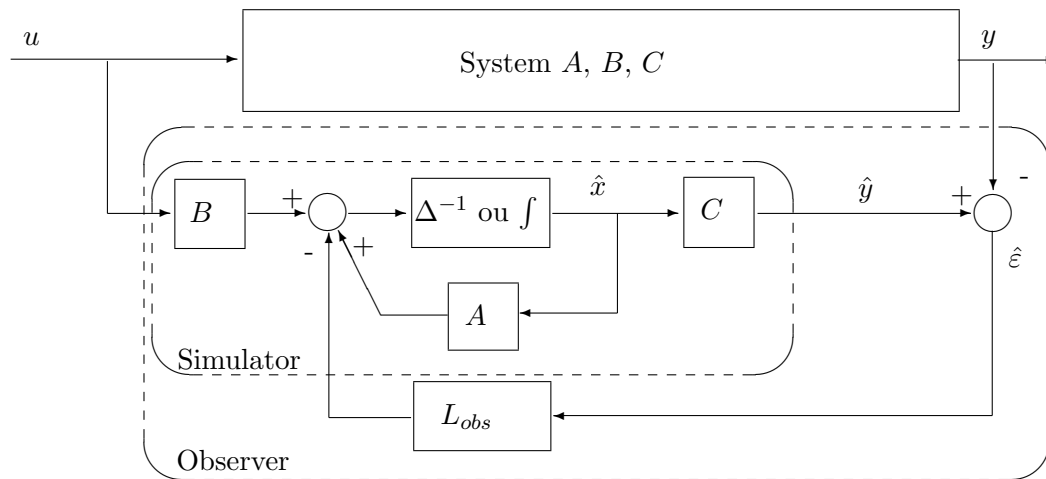 u
System A, B, C
y
B
+
Δ⁻¹ ou ∫
x̂
C
ŷ
+
-
-
+
ε̂
A
Simulator
L_obs
Observer